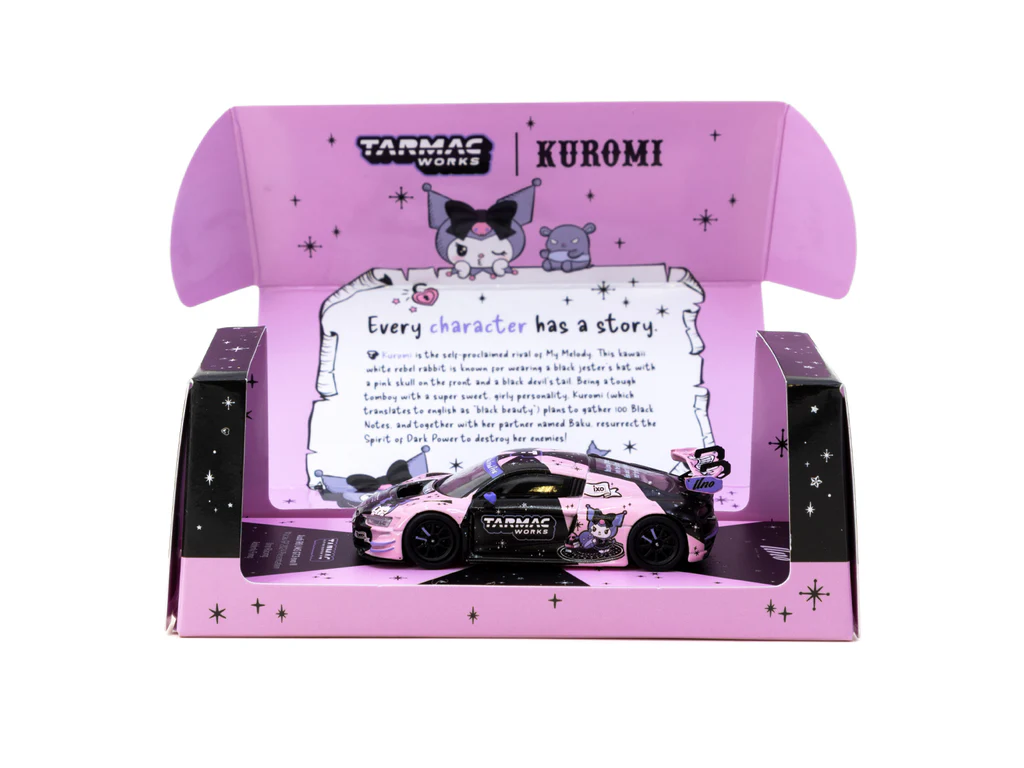 TARMAC WORKS | KUROMI
Every character has a story.
Kuromi is the self-proclaimed rival of My Melody. This kawaii
white rebel rabbit is known for wearing a black jester's hat with
a pink skull on the front and a black devil's tail. Being a tough
tomboy with a super sweet, girly personality, Kuromi (which
translates to english as "black beauty") plans to gather 100 Black
Notes, and together with her partner named Baku, resurrect the
Spirit of Dark Power to destroy her enemies!
ixo
Uno
TARMAC
WORKS
TARMAC